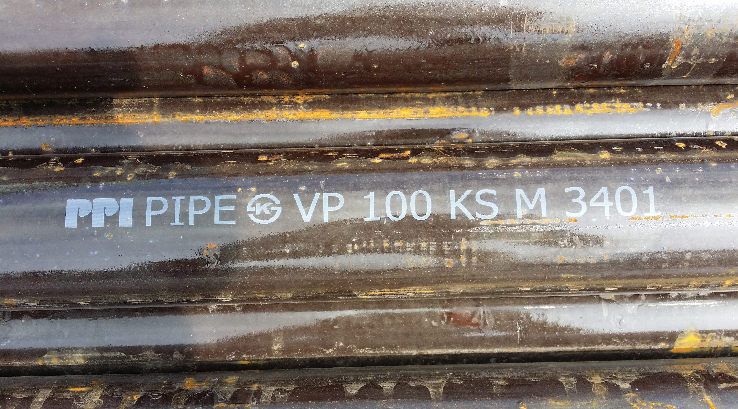 PPI PIPE K VP 100 KS M 3401